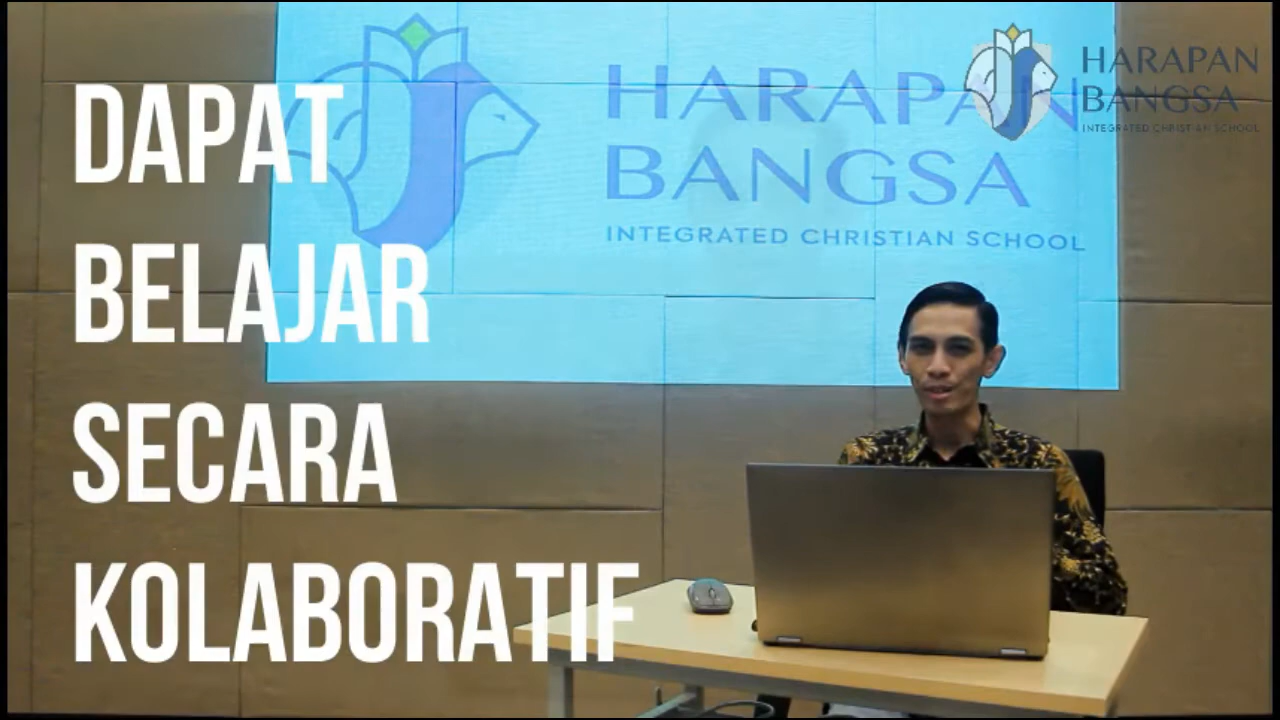 DAPAT
BELAJAR
SECARA
KOLABORATIF
HARAPAN
BANGSA
INTEGRATED CHRISTIAN SCHOOL
HARAPAN
BANGSA
INTEGRATED CHRISTIAN SCHOOL